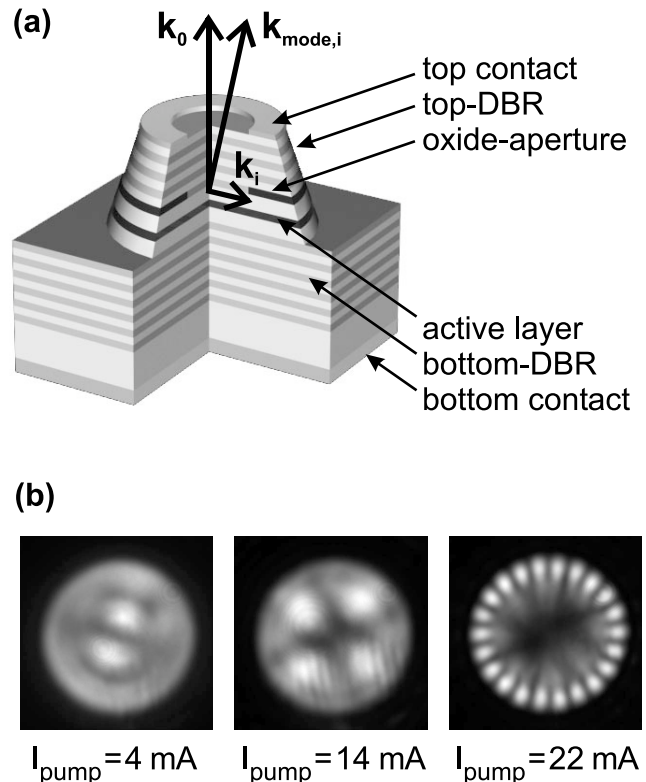 (a)
k0
kmode,i
top contact
top-DBR
oxide-aperture
ki
active layer
bottom-DBR
bottom contact
(b)
Ipump=4 mA
Ipump=14 mA
Ipump=22 mA